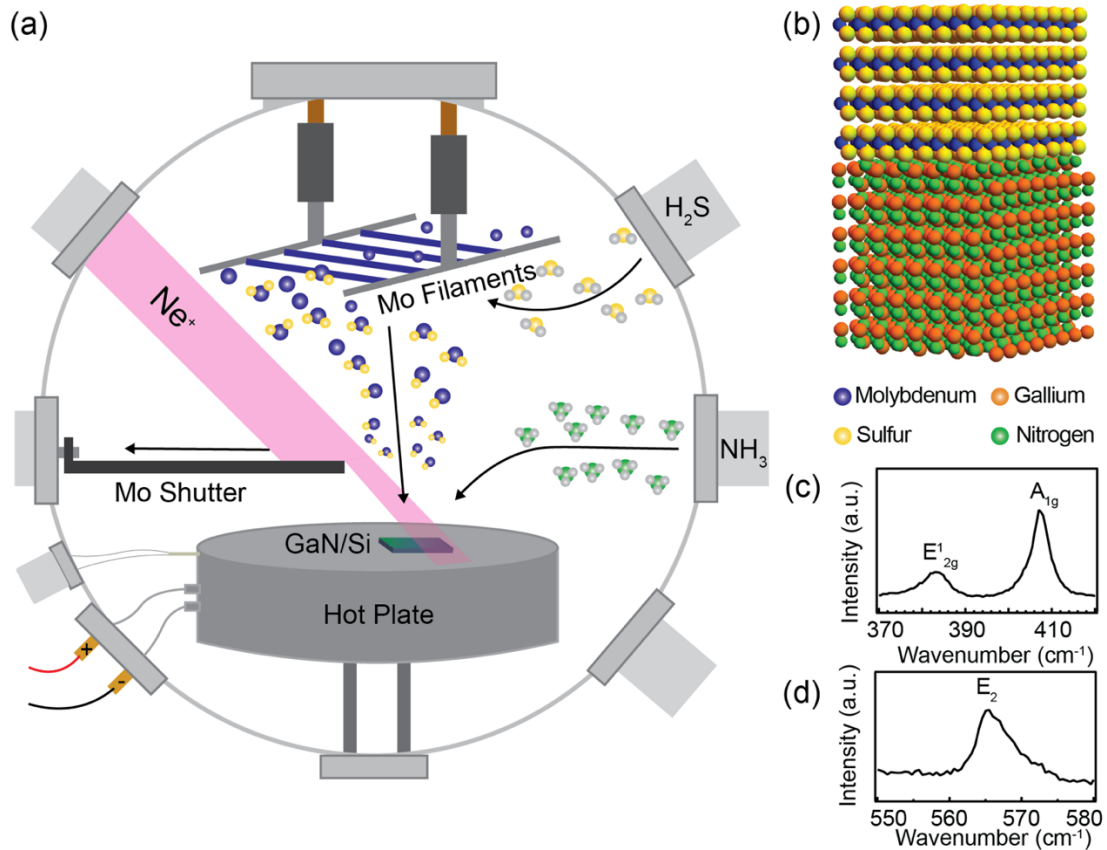 (a)
H₂S
Ne⁺
Mo Filaments
NH₃
Mo Shutter
GaN/Si
Hot Plate
+
-
(b)
Molybdenum
Gallium
Sulfur
Nitrogen
(c)
Intensity (a.u.)
E¹₂g
A₁g
370
390
410
Wavenumber (cm⁻¹)
(d)
Intensity (a.u.)
E₂
550
560
570
580
Wavenumber (cm⁻¹)